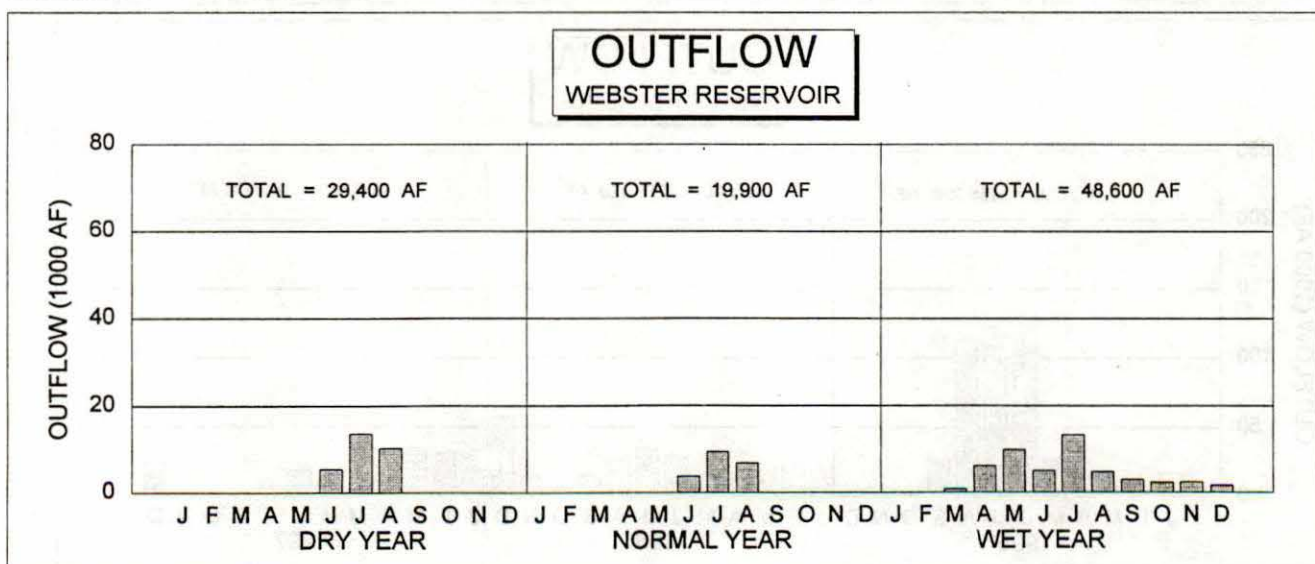 OUTFLOW
WEBSTER RESERVOIR
OUTFLOW (1000 AF)
80
60
40
20
0
TOTAL = 29,400 AF
TOTAL = 19,900 AF
TOTAL = 48,600 AF
J F M A M J J A S O N D J F M A M J J A S O N D J F M A M J J A S O N D
DRY YEAR NORMAL YEAR WET YEAR